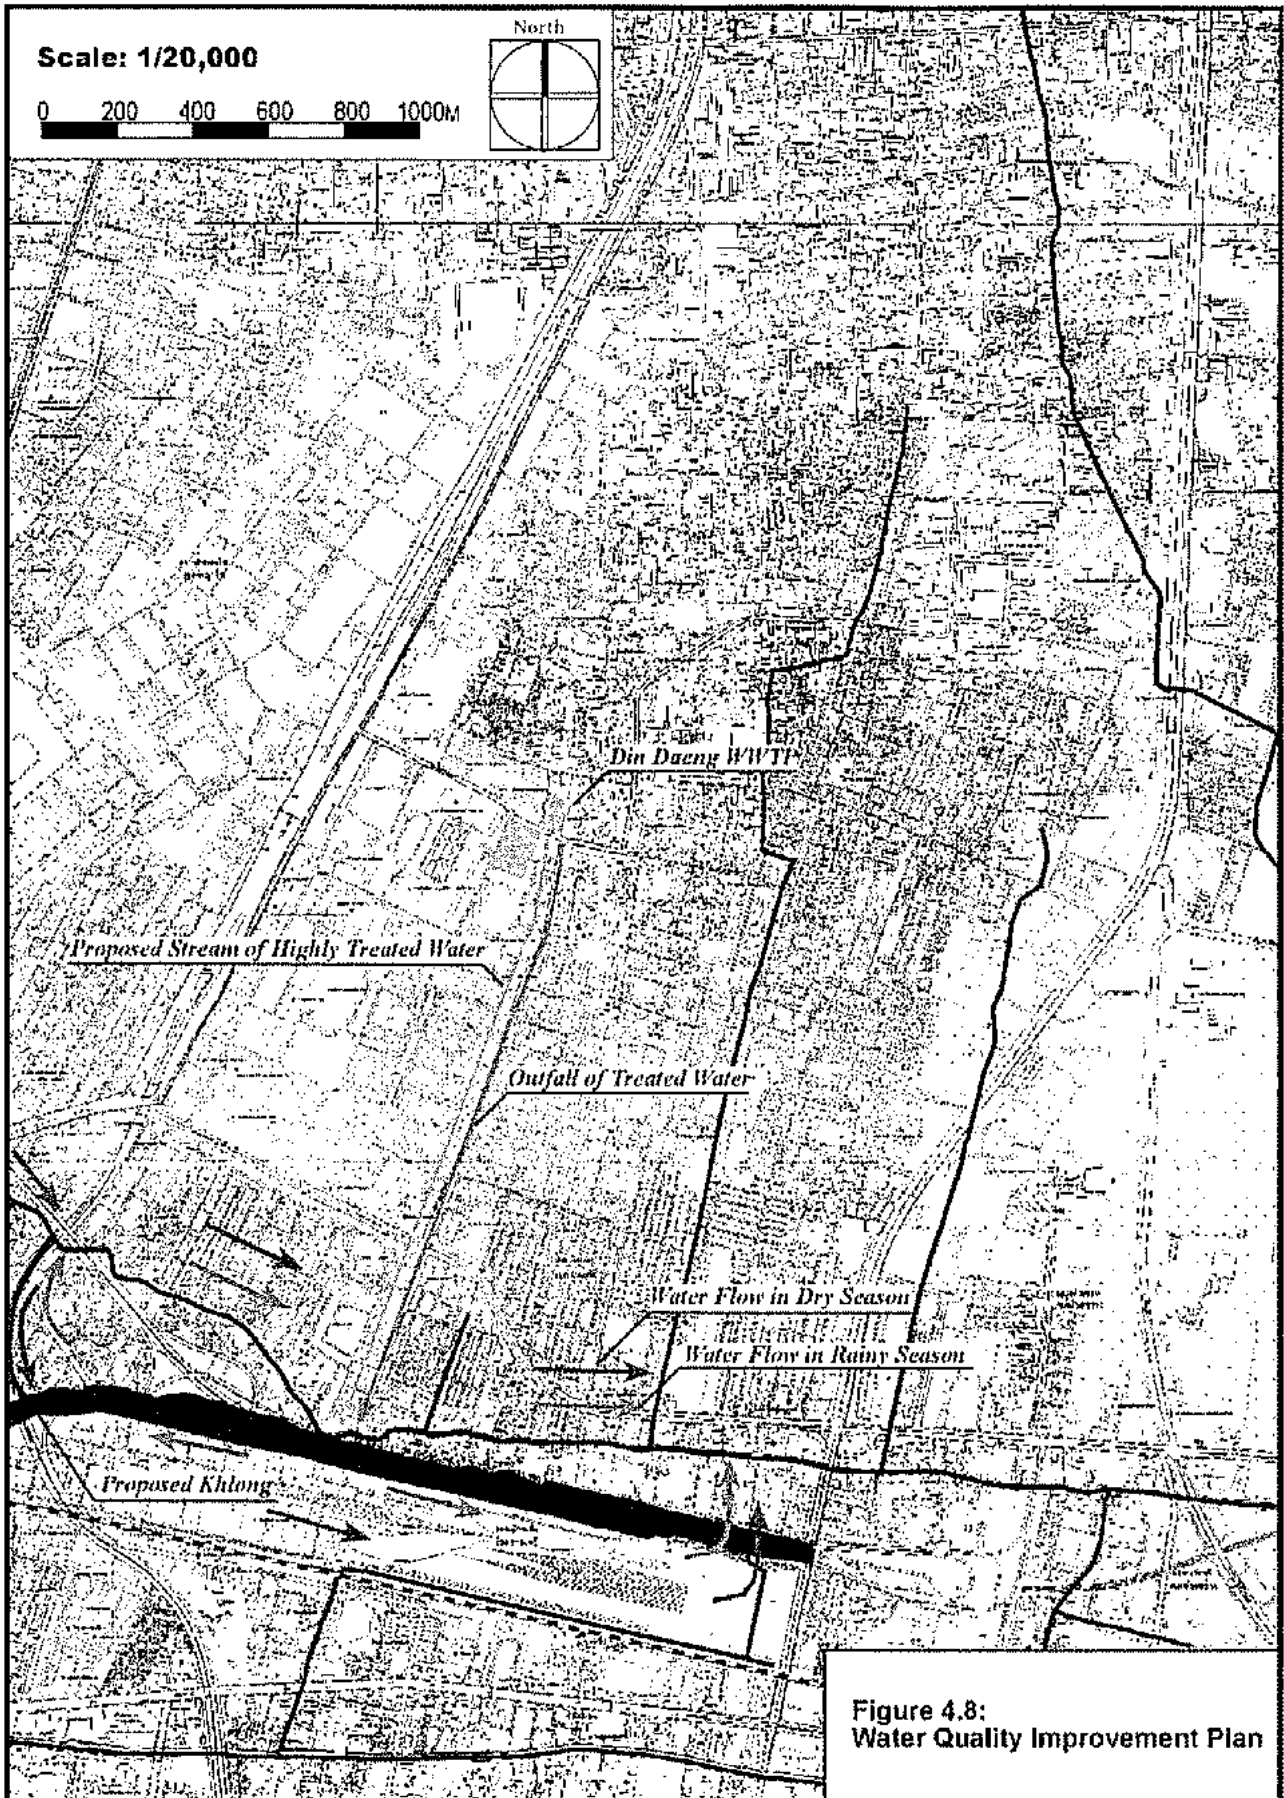 North
Scale: 1/20,000
0 200 400 600 800 1000M
Din Daeng WWTP
Proposed Stream of Highly Treated Water
Outfall of Treated Water
Water Flow in Dry Season
Water Flow in Rainy Season
Proposed Khlong
Figure 4.8:
Water Quality Improvement Plan